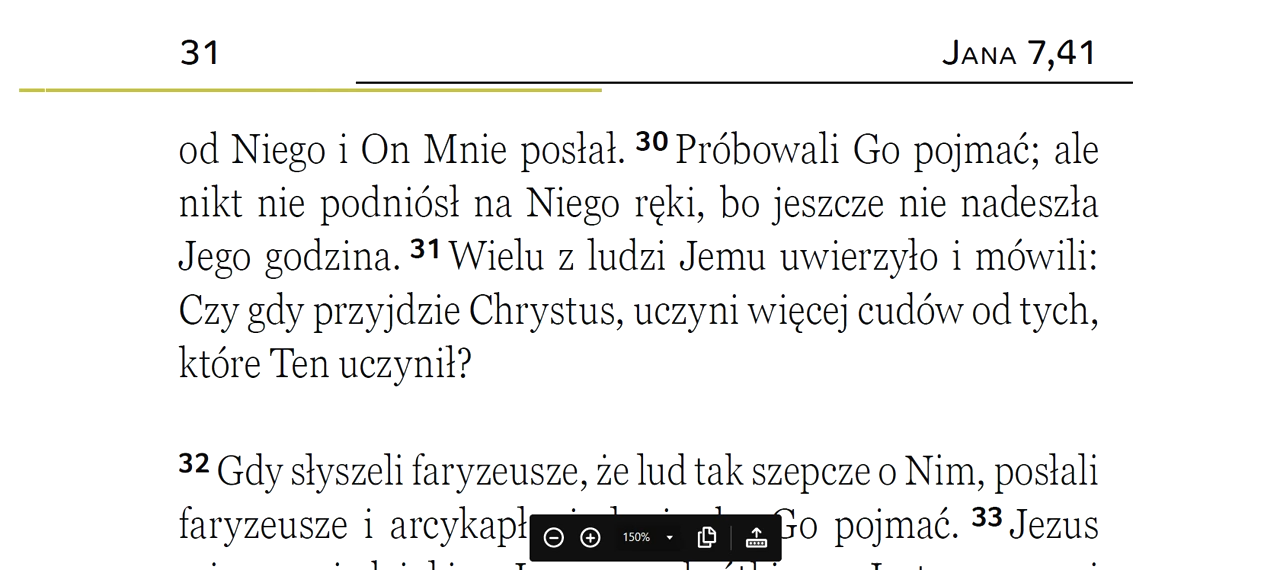 31
Jana 7,41
od Niego i On Mnie posłał. 30 Próbowali Go pojmać; ale
nikt nie podniósł na Niego ręki, bo jeszcze nie nadeszła
Jego godzina. 31 Wielu z ludzi Jemu uwierzyło i mówili:
Czy gdy przyjdzie Chrystus, uczyni więcej cudów od tych,
które Ten uczynił?
32 Gdy słyszeli faryzeusze, że lud tak szepcze o Nim, posłali
faryzeusze i Go pojmać. 33 Jezus
150%